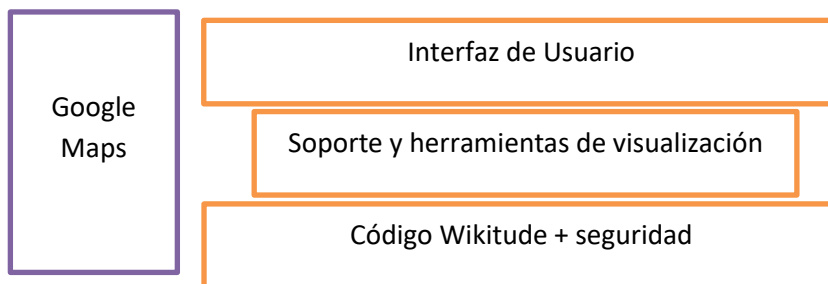 Google
Maps
Interfaz de Usuario
Soporte y herramientas de visualización
Código Wikitude + seguridad